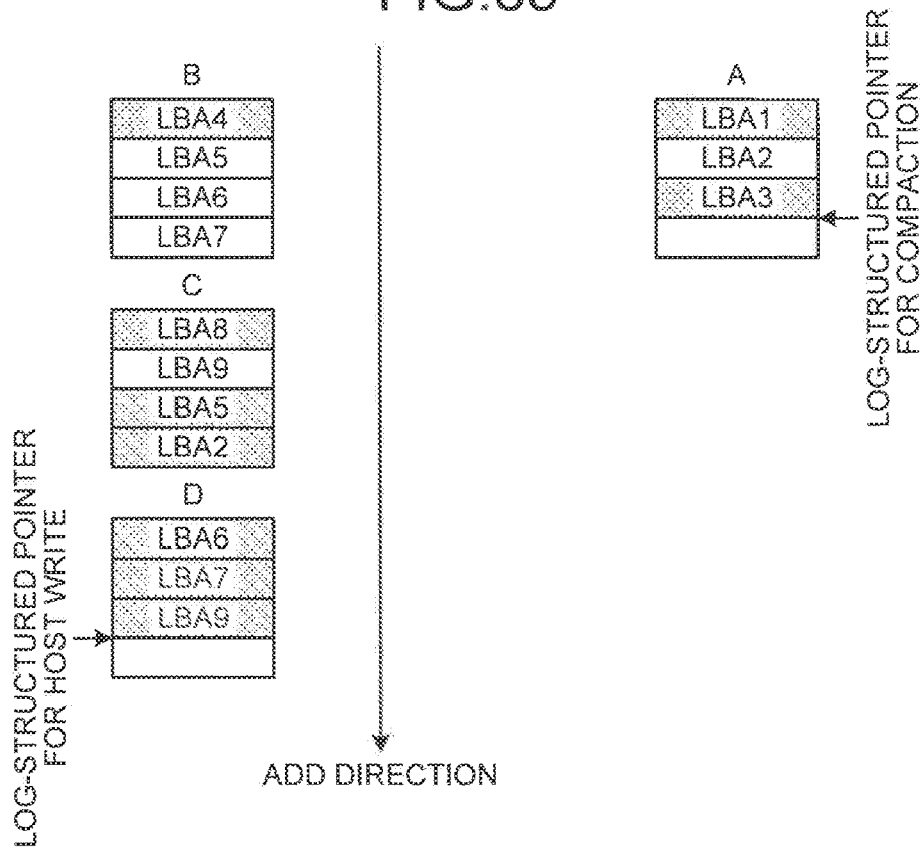 B
LBA4
LBA5
LBA6
LBA7
C
LBA8
LBA9
LBA5
LBA2
D
LBA6
LBA7
LBA9
LOG-STRUCTURED POINTER
FOR HOST WRITE
ADD DIRECTION
A
LBA1
LBA2
LBA3
LOG-STRUCTURED POINTER
FOR COMPACTION